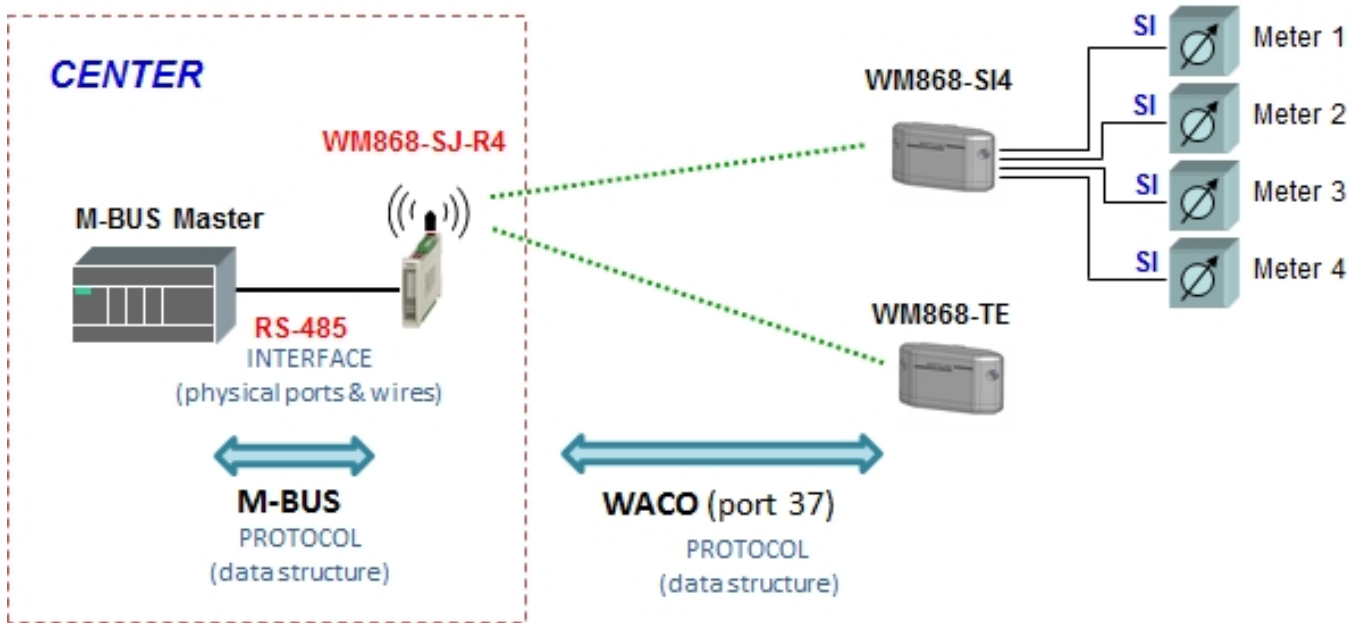 CENTER
WM868-SJ-R4
M-BUS Master
RS-485
INTERFACE
(physical ports & wires)
M-BUS
PROTOCOL
(data structure)
WACO (port 37)
PROTOCOL
(data structure)
WM868-SI4
SI
Meter 1
SI
Meter 2
SI
Meter 3
SI
Meter 4
WM868-TE